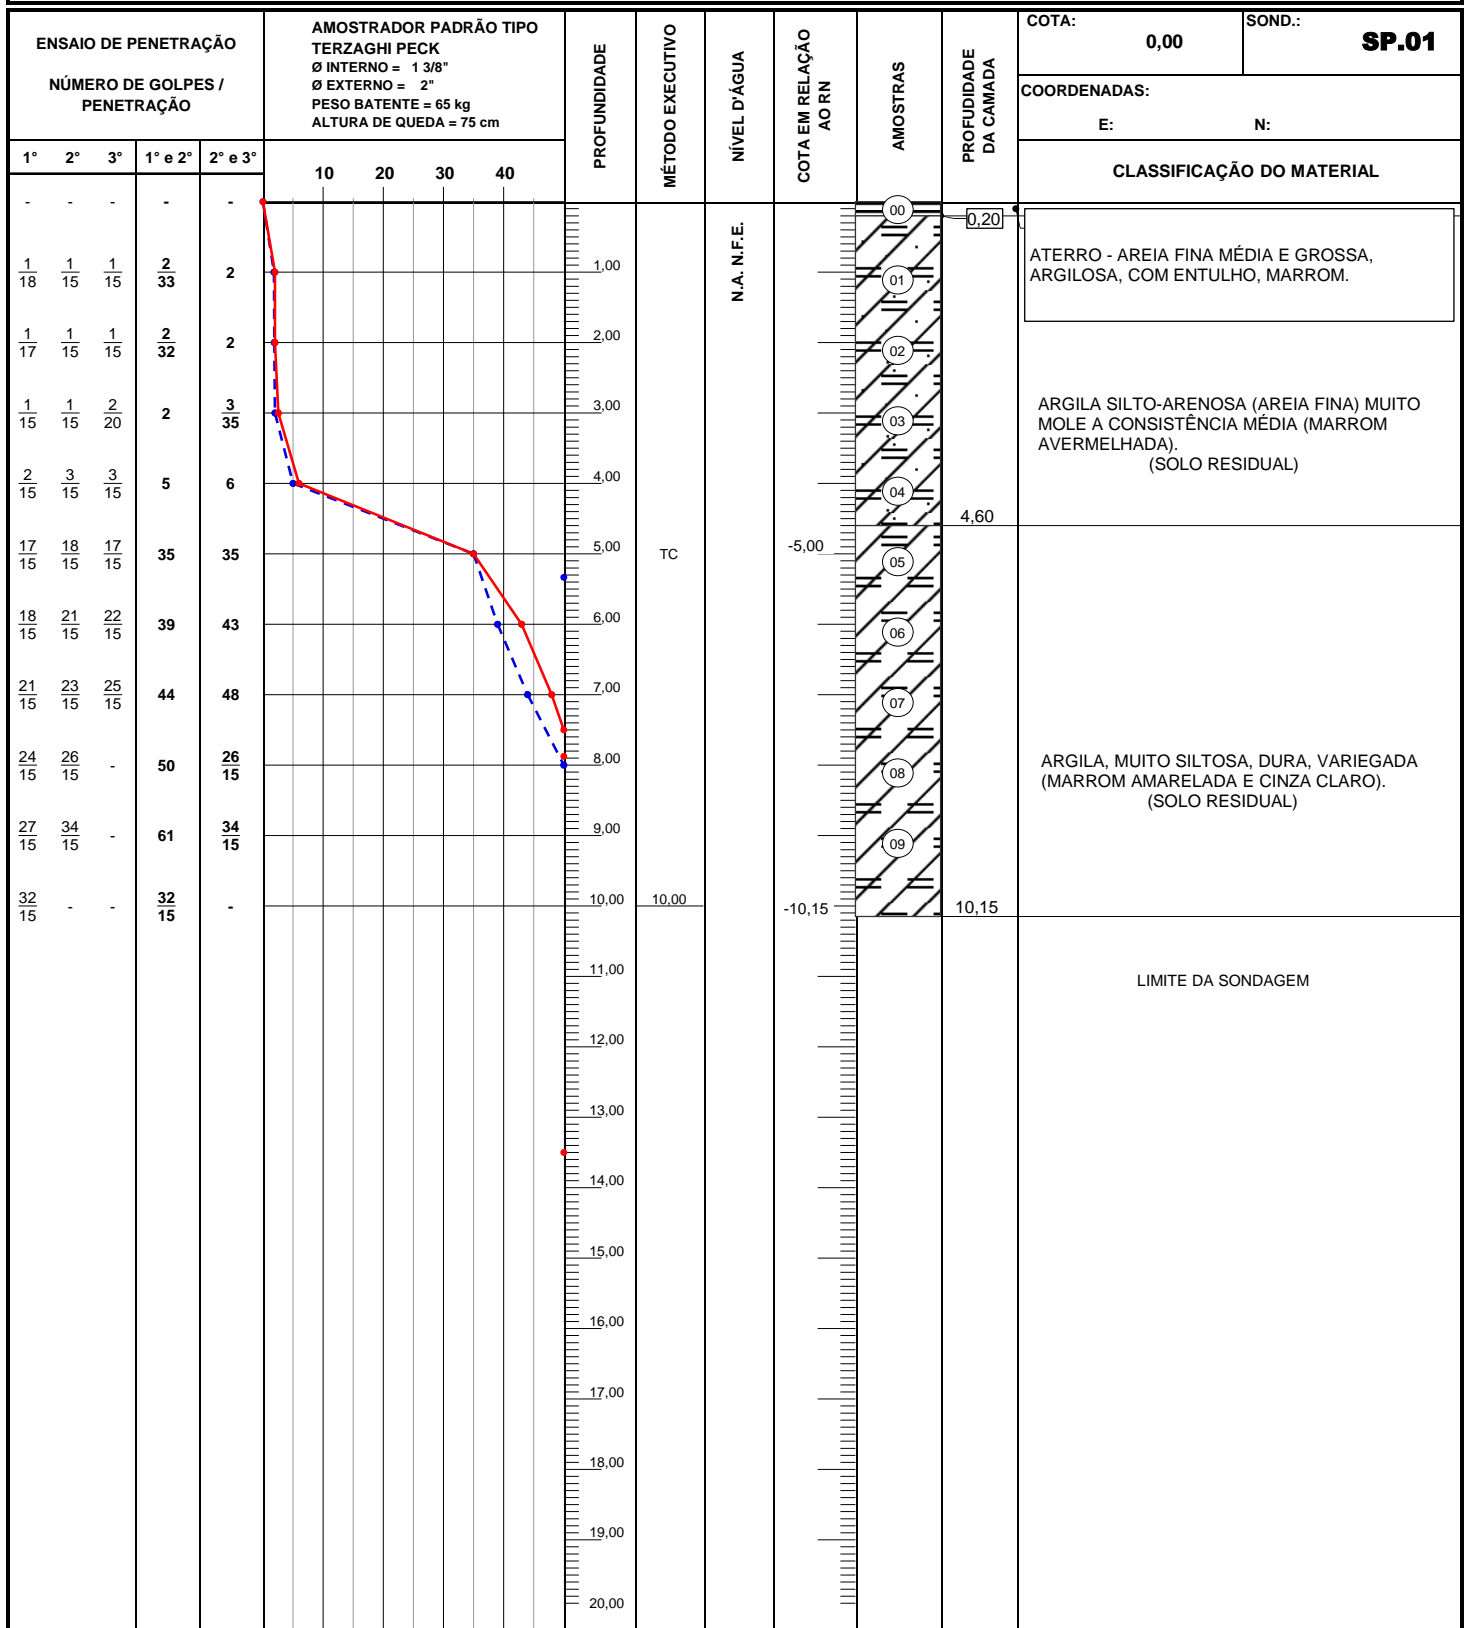 ENSAIO DE PENETRAÇÃO
NÚMERO DE GOLPES /
PENETRAÇÃO
AMOSTRADOR PADRÃO TIPO
TERZAGHI PECK
Ø INTERNO = 1 3/8"
Ø EXTERNO = 2"
PESO BATENTE = 65 kg
ALTURA DE QUEDA = 75 cm
PROFUNDIDADE
MÉTODO EXECUTIVO
NÍVEL D'ÁGUA
COTA EM RELAÇÃO
AO RN
AMOSTRAS
PROFUDIDADE
DA CAMADA
COTA:
0,00
SOND.:
SP.01
COORDENADAS:
E: N:
CLASSIFICAÇÃO DO MATERIAL
1° 2° 3° 1° e 2° 2° e 3°
10 20 30 40
- - - - -
00
0,20
N.A. N.F.E.
ATERRO - AREIA FINA MÉDIA E GROSSA,
ARGILOSA, COM ENTULHO, MARROM.
1/18 1/15 1/15 2/33 2
1,00
01
1/17 1/15 1/15 2/32 2
2,00
02
1/15 1/15 2/20 2 3/35
3,00
03
ARGILA SILTO-ARENOSA (AREIA FINA) MUITO
MOLE A CONSISTÊNCIA MÉDIA (MARROM
AVERMELHADA).
(SOLO RESIDUAL)
2/15 3/15 3/15 5 6
4,00
04
4,60
17/15 18/15 17/15 35 35
5,00
TC
-5,00
05
18/15 21/15 22/15 39 43
6,00
06
21/15 23/15 25/15 44 48
7,00
07
24/15 26/15 - 50 26/15
8,00
08
ARGILA, MUITO SILTOSA, DURA, VARIEGADA
(MARROM AMARELADA E CINZA CLARO).
(SOLO RESIDUAL)
27/15 34/15 - 61 34/15
9,00
09
32/15 - - 32/15 -
10,00
10,00
-10,15
10,15
11,00
LIMITE DA SONDAGEM
12,00
13,00
14,00
15,00
16,00
17,00
18,00
19,00
20,00